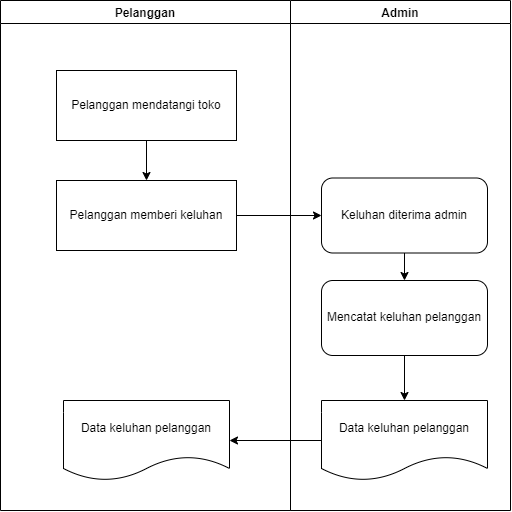 Pelanggan
Admin
Pelanggan mendatangi toko
Pelanggan memberi keluhan
Keluhan diterima admin
Mencatat keluhan pelanggan
Data keluhan pelanggan
Data keluhan pelanggan